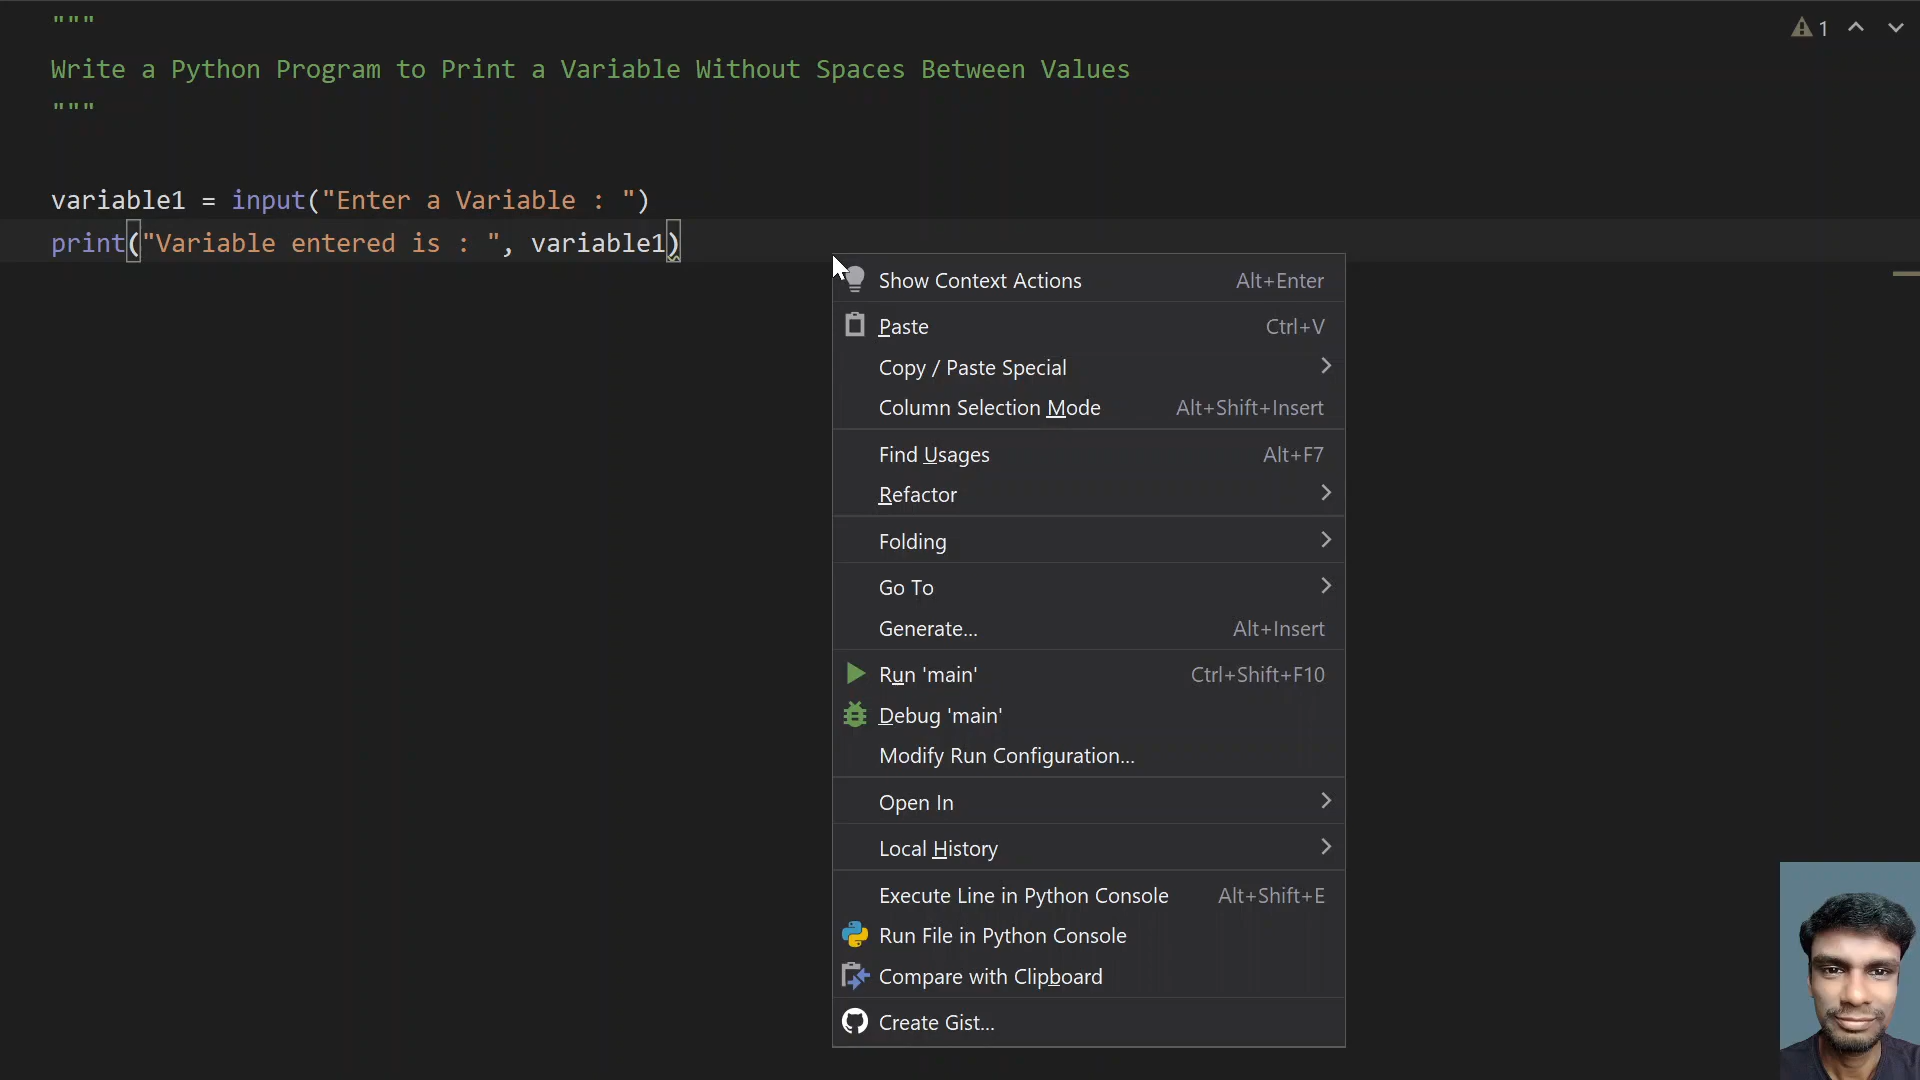 """
1
Write a Python Program to Print a Variable Without Spaces Between Values
"""
variable1 = input("Enter a Variable : ")
print("Variable entered is : ", variable1)
Show Context Actions Alt+Enter
Paste Ctrl+V
Copy / Paste Special
Column Selection Mode Alt+Shift+Insert
Find Usages Alt+F7
Refactor
Folding
Go To
Generate... Alt+Insert
Run 'main' Ctrl+Shift+F10
Debug 'main'
Modify Run Configuration...
Open In
Local History
Execute Line in Python Console Alt+Shift+E
Run File in Python Console
Compare with Clipboard
Create Gist...